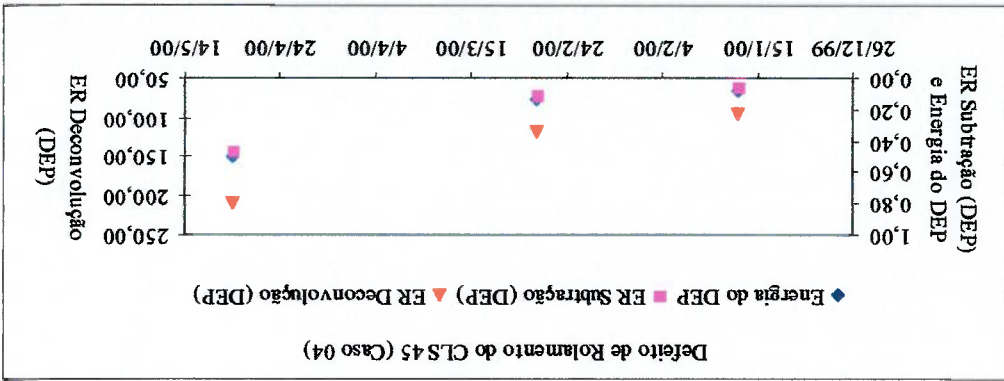 Defeito de Rolamento do CLS45 (Caso 04)
Energia do DEP ER Subtração (DEP) ER Deconvolução (DEP)
ER Subtração (DEP)
e Energia do DEP
1,00
0,80
0,60
0,40
0,20
0,00
250,00
200,00
150,00
100,00
50,00
ER Deconvolução
(DEP)
26/12/99 15/1/00 4/2/00 24/2/00 15/3/00 4/4/00 24/4/00 14/5/00